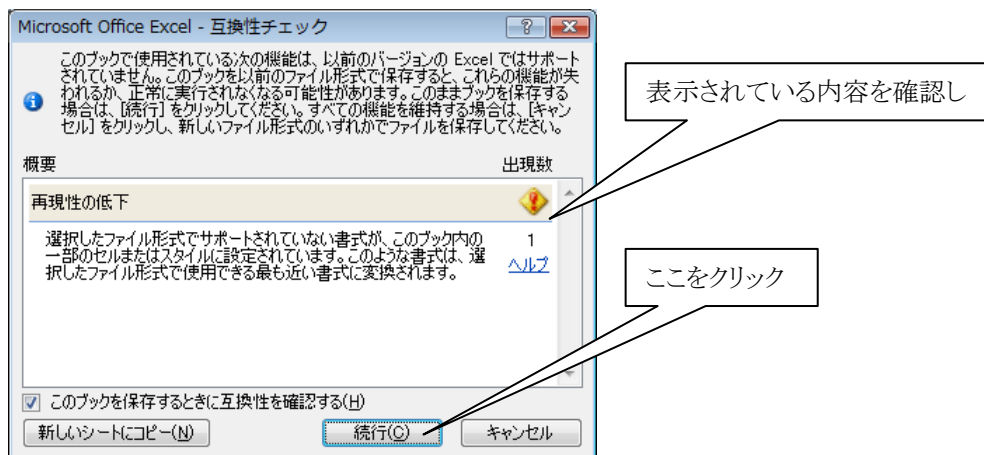 Microsoft Office Excel - 互換性チェック
このブックで使用されている次の機能は、以前のバージョンの Excel ではサポート
されていません。このブックを以前のファイル形式で保存すると、これらの機能が失
われるか、正常に実行されなくなる可能性があります。このままブックを保存する
場合は、[続行] をクリックしてください。すべての機能を維持する場合は、[キャン
セル] をクリックし、新しいファイル形式のいずれかでファイルを保存してください。
表示されている内容を確認し
概要 出現数
再現性の低下
選択したファイル形式でサポートされていない書式が、このブック内の 1
一部のセルまたはスタイルに設定されています。このような書式は、選 ヘルプ
択したファイル形式で使用できる最も近い書式に変換されます。
ここをクリック
このブックを保存するときに互換性を確認する(H)
新しいシートにコピー(N) 続行(C) キャンセル